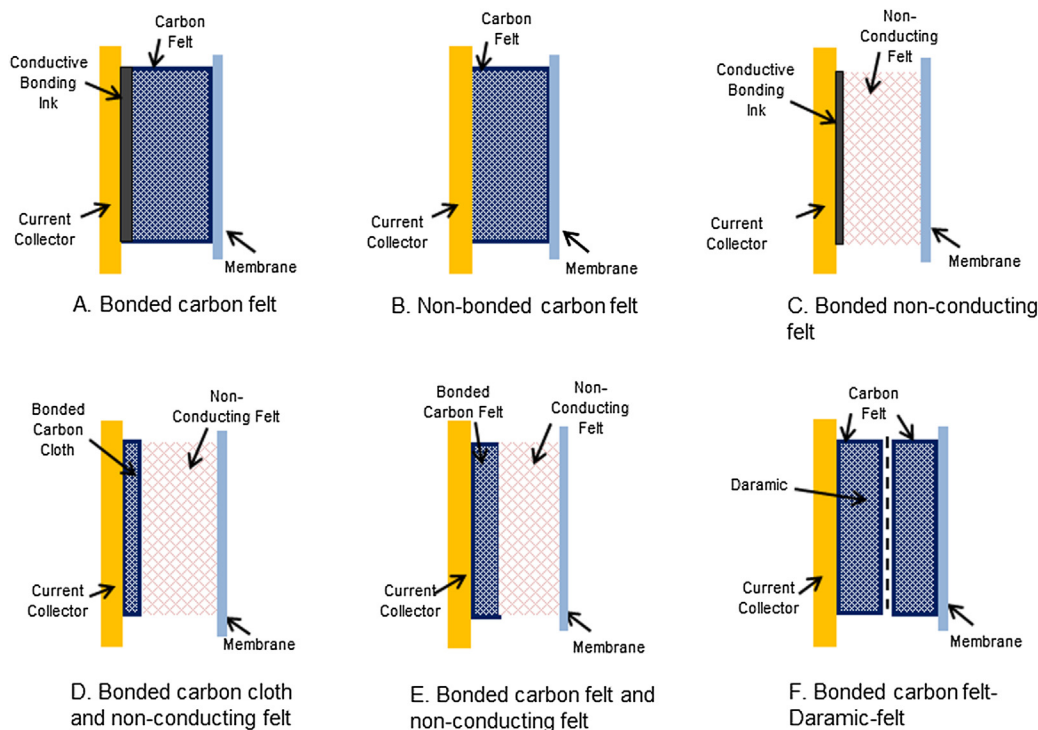 Carbon
Felt
Conductive
Bonding
Ink
Current
Collector
Membrane
A. Bonded carbon felt
Carbon
Felt
Current
Collector
Membrane
B. Non-bonded carbon felt
Non-
Conducting
Felt
Conductive
Bonding
Ink
Current
Collector
Membrane
C. Bonded non-conducting
felt
Non-
Conducting Felt
Bonded
Carbon
Cloth
Current
Collector
Membrane
D. Bonded carbon cloth
and non-conducting felt
Bonded
Carbon Felt
Non-
Conducting
Felt
Current
Collector
Membrane
E. Bonded carbon felt and
non-conducting felt
Carbon
Felt
Daramic
Current
Collector
Membrane
F. Bonded carbon felt-
Daramic-felt